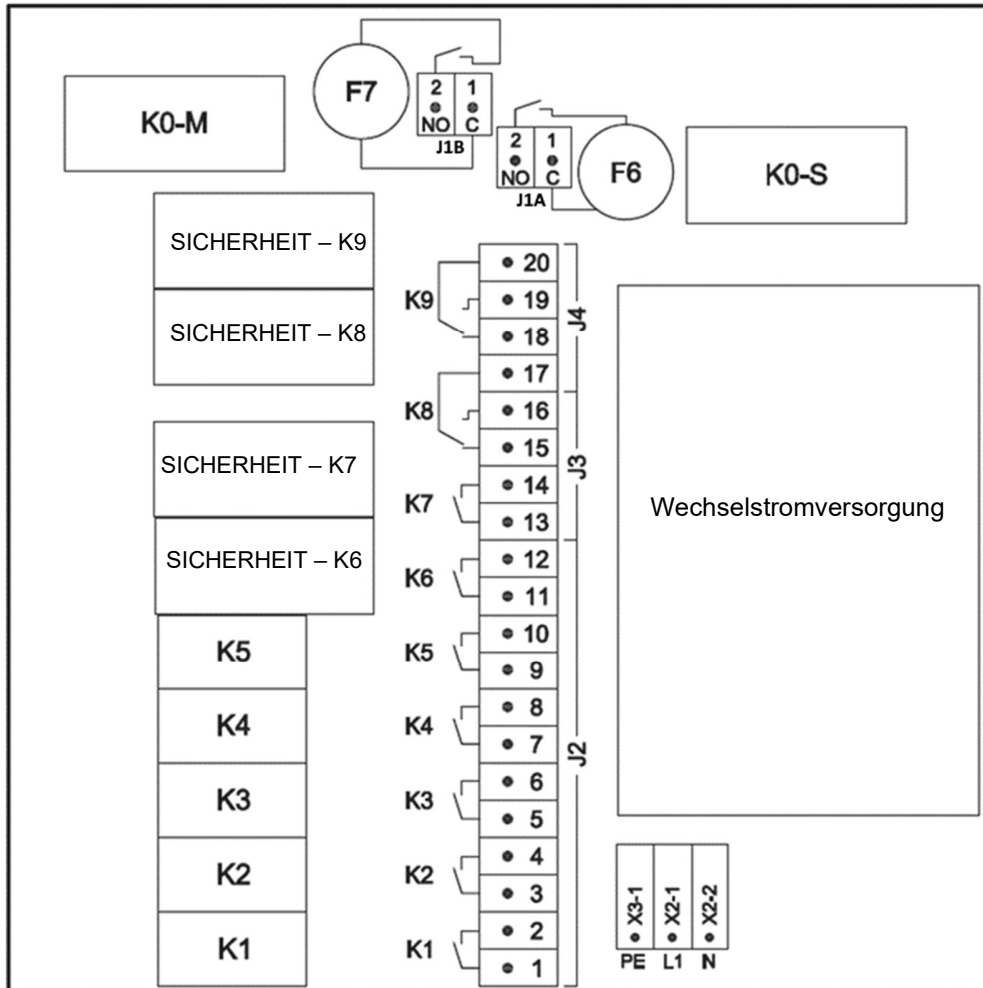 F7
2 1
NO C
J1B
K0-M
2 1
NO C
J1A
F6
K0-S
SICHERHEIT – K9
SICHERHEIT – K8
SICHERHEIT – K7
SICHERHEIT – K6
K5
K4
K3
K2
K1
K9
K8
K7
K6
K5
K4
K3
K2
K1
20
19
18
17
16
15
14
13
12
11
10
9
8
7
6
5
4
3
2
1
J4
J3
J2
Wechselstromversorgung
X3-1 X2-1 X2-2
PE L1 N